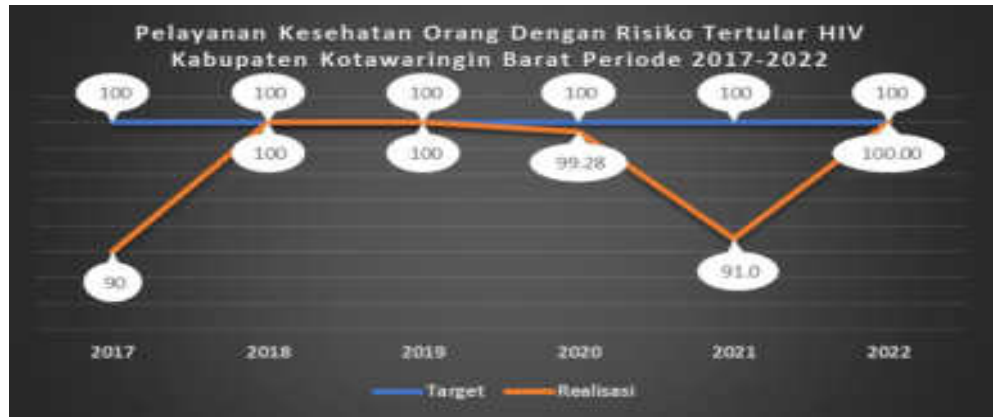 Pelayanan Kesehatan Orang Dengan Risiko Tertular HIV
Kabupaten Kotawaringin Barat Periode 2017-2022
100 100 100 100 100 100
100 100 99.28 100.00
90 91.0
2017 2018 2019 2020 2021 2022
Target Realisasi